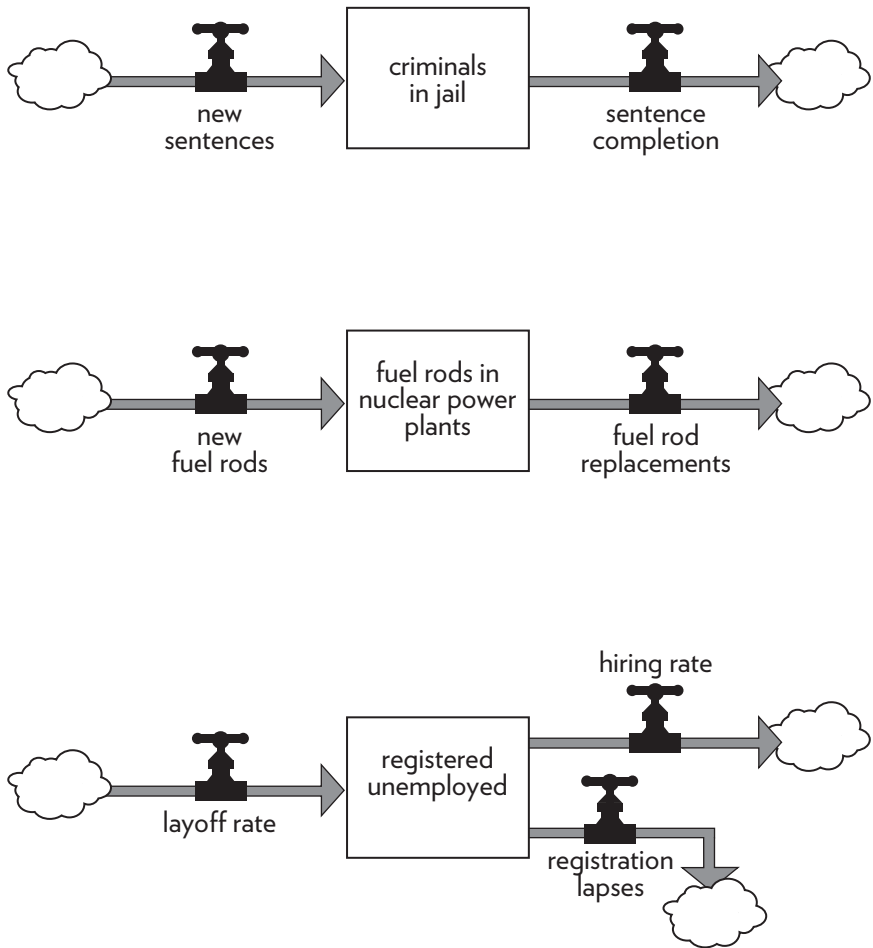 criminals
in jail
new
sentences
sentence
completion
fuel rods in
nuclear power
plants
new
fuel rods
fuel rod
replacements
hiring rate
registered
unemployed
layoff rate
registration
lapses